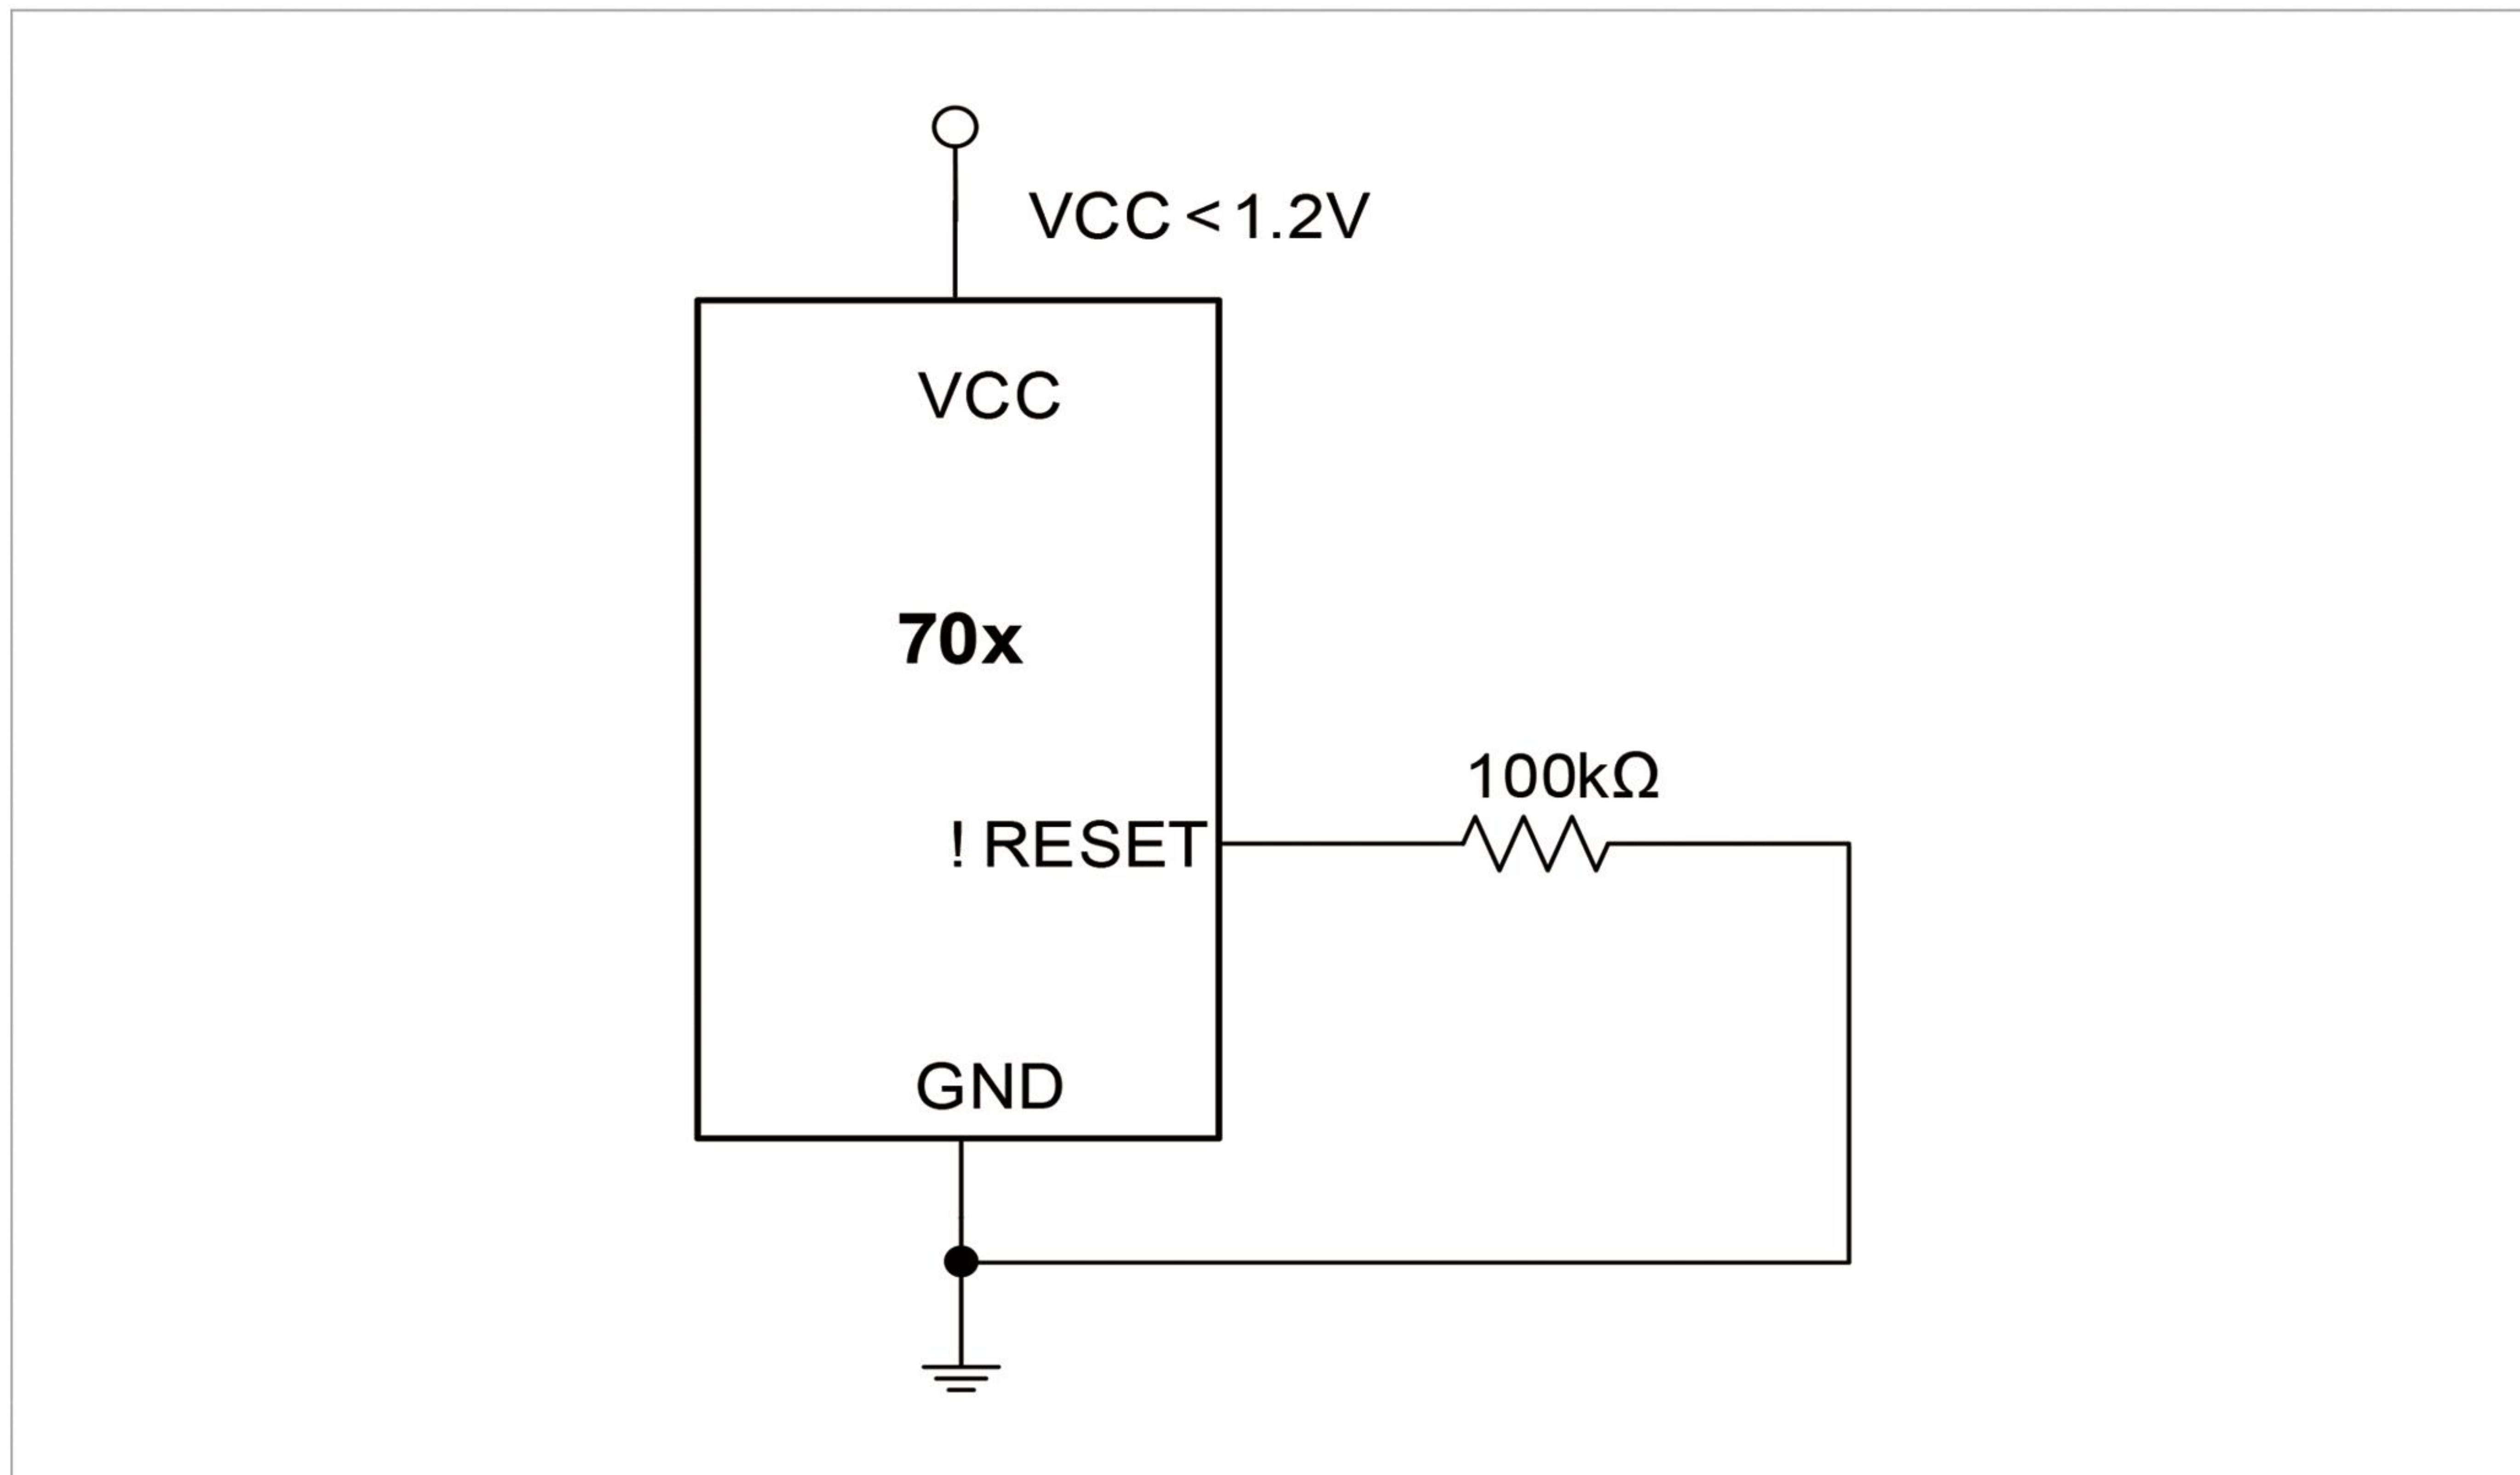 VCC < 1.2V
VCC
70x
100kΩ
! RESET
GND